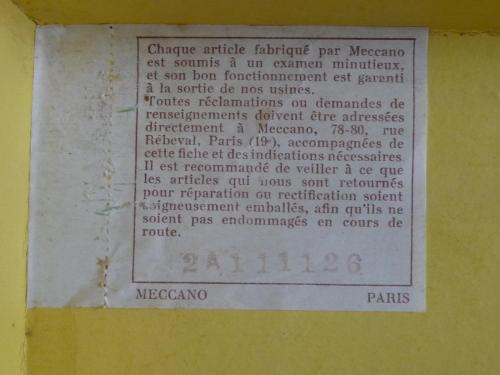 Chaque article fabriqué par Meccano
est soumis à un examen minutieux,
et son bon fonctionnement est garanti
à la sortie de nos usines.
Toutes réclamations ou demandes de
renseignements doivent être adressées
directement à Meccano, 78-80, rue
Rébeval, Paris (19ᵉ), accompagnées de
cette fiche et des indications nécessaires.
Il est recommandé de veiller à ce que
les articles qui nous sont retournés
pour réparation ou rectification soient
soigneusement emballés, afin qu'ils ne
soient pas endommagés en cours de
route.
2A111126
MECCANO PARIS